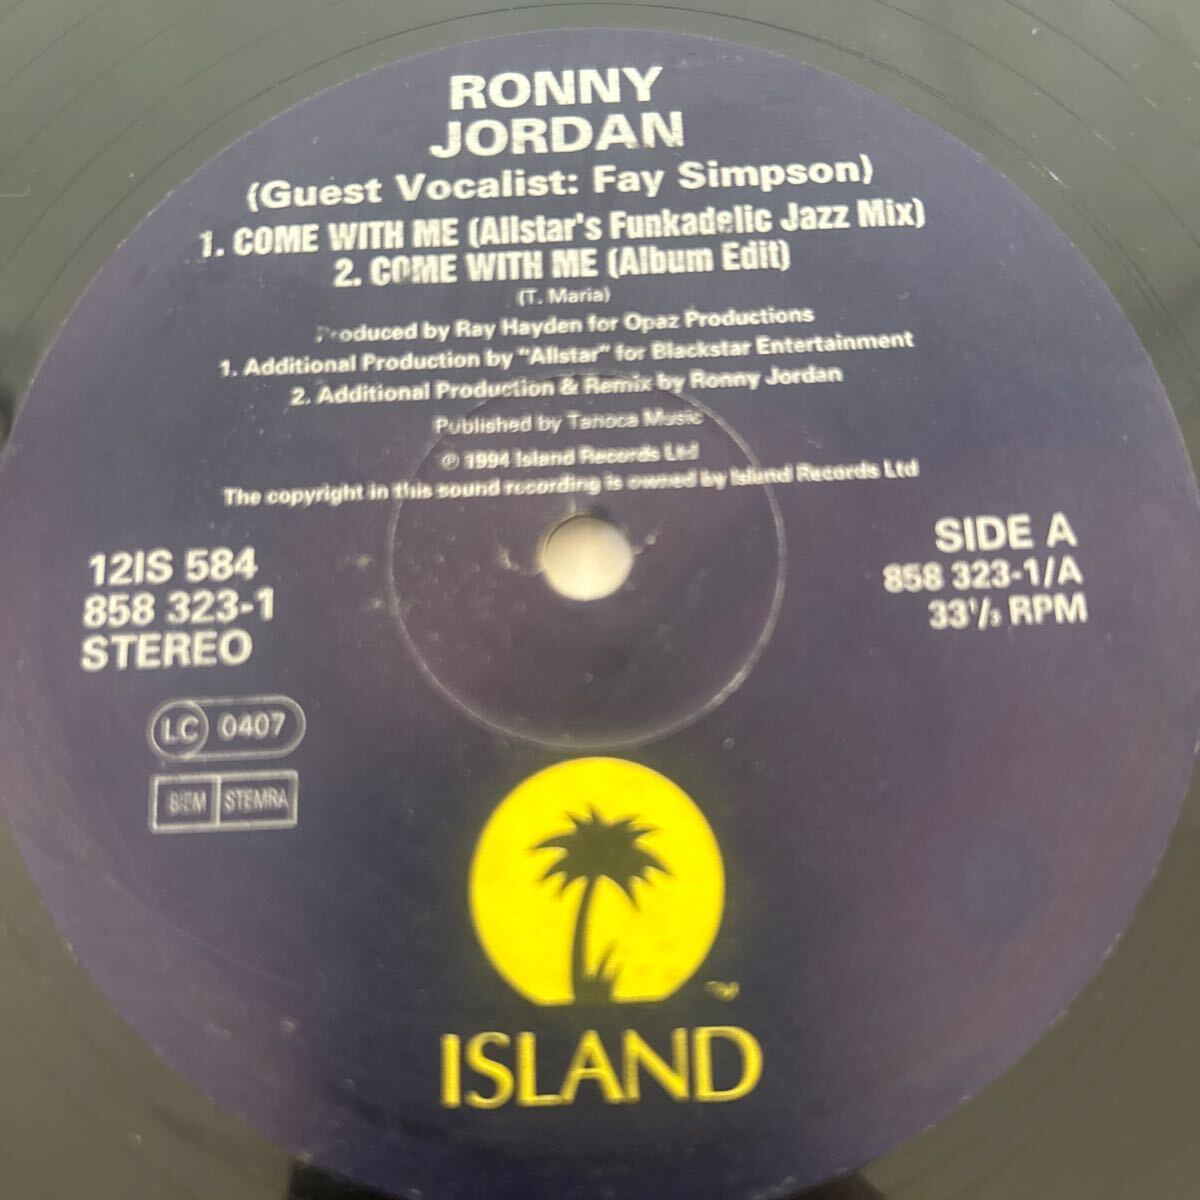 RONNY
JORDAN
(Guest Vocalist: Fay Simpson)
1. COME WITH ME (Allstar's Funkadelic Jazz Mix)
2. COME WITH ME (Album Edit)
(T. Maria)
Produced by Ray Hayden for Opaz Productions
1. Additional Production by "Allstar" for Blackstar Entertainment
2. Additional Production & Remix by Ronny Jordan
Published by Tanoca Music
℗ 1994 Island Records Ltd
The copyright in this sound recording is owned by Island Records Ltd
12IS 584
858 323-1
STEREO
SIDE A
858 323-1/A
33⅓ RPM
LC 0407
BIEM STEMRA
TM
ISLAND